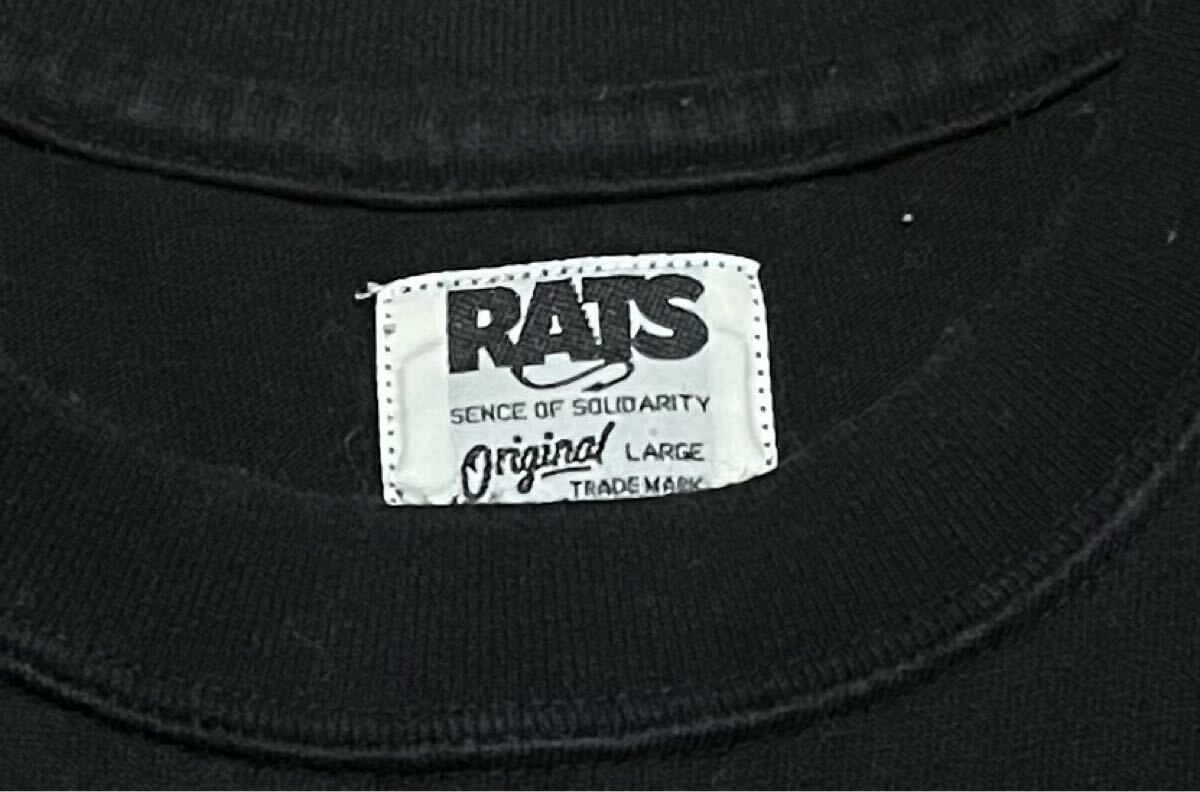 RATS
SENCE OF SOLIDARITY
Original LARGE
TRADE MARK